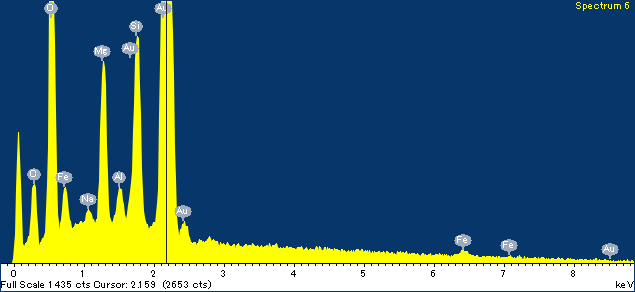 Spectrum 6
O
Au
Si
Au
Mg
O
Fe
Al
Na
Au
Fe
Fe
Au
0 1 2 3 4 5 6 7 8
Full Scale 1435 cts Cursor: 2.159 (2653 cts) keV